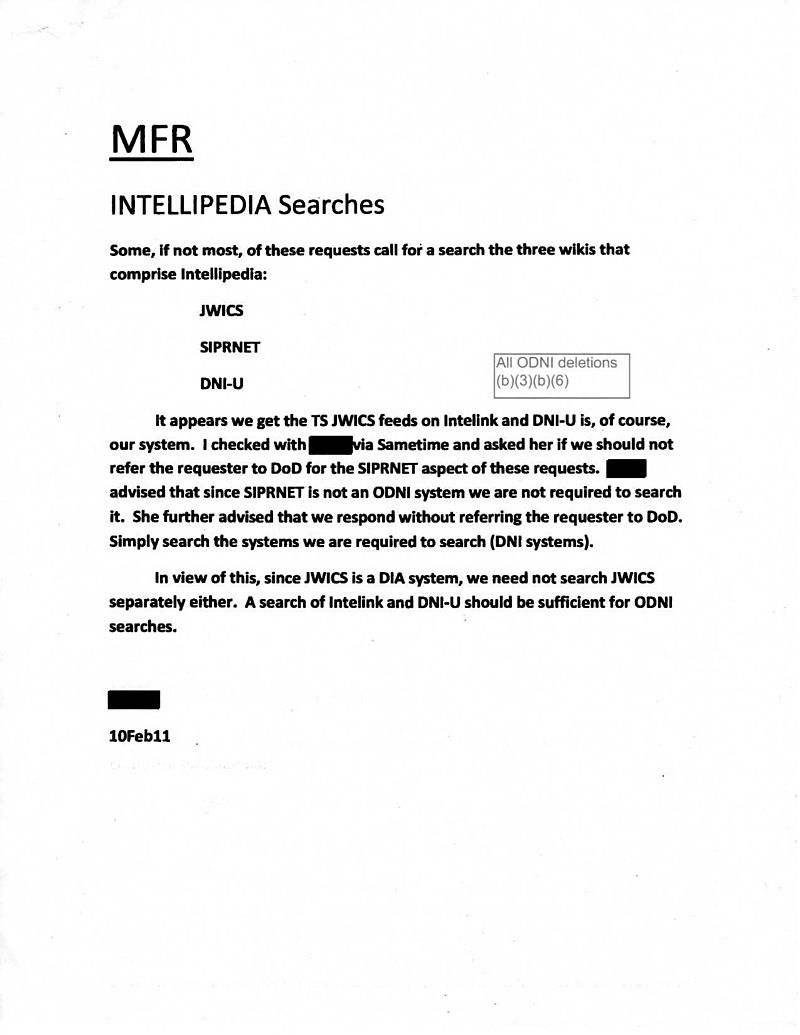 MFR
INTELLIPEDIA Searches
Some, if not most, of these requests call for a search the three wikis that
comprise Intellipedia:
JWICS
SIPRNET
DNI-U
All ODNI deletions
(b)(3)(b)(6)
It appears we get the TS JWICS feeds on Intelink and DNI-U is, of course,
our system. I checked with via Sametime and asked her if we should not
refer the requester to DoD for the SIPRNET aspect of these requests.
advised that since SIPRNET is not an ODNI system we are not required to search
it. She further advised that we respond without referring the requester to DoD.
Simply search the systems we are required to search (DNI systems).
In view of this, since JWICS is a DIA system, we need not search JWICS
separately either. A search of Intelink and DNI-U should be sufficient for ODNI
searches.
10Feb11